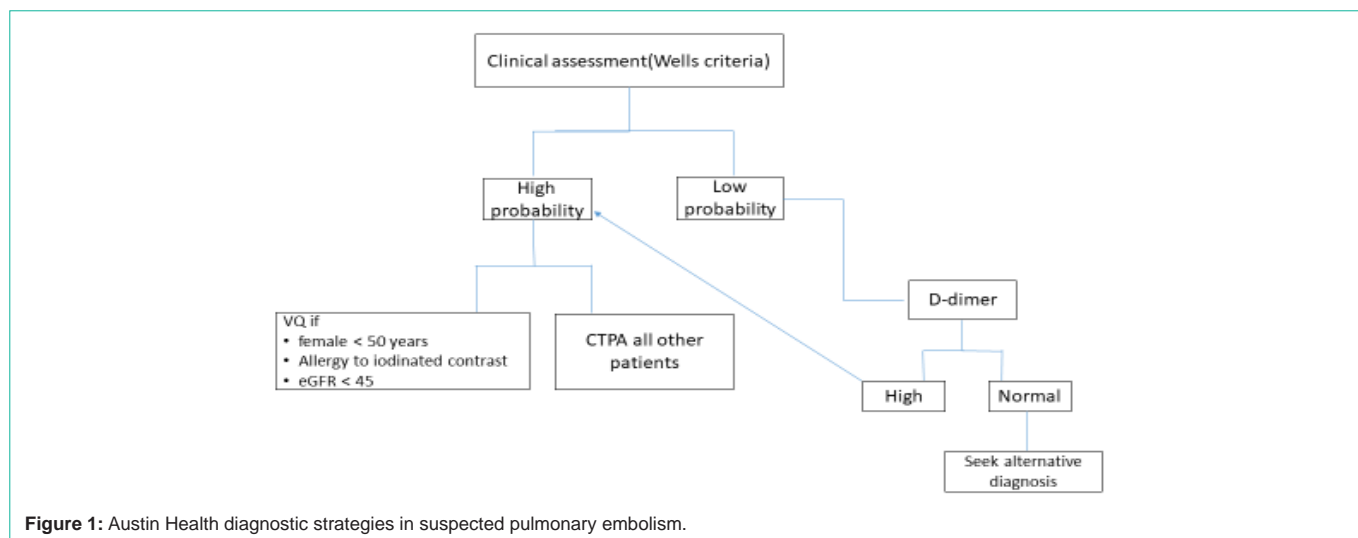 Clinical assessment(Wells criteria)
High
probability
Low
probability
VQ if
• female < 50 years
• Allergy to iodinated contrast
• eGFR < 45
CTPA all other
patients
D-dimer
High
Normal
Seek alternative
diagnosis
Figure 1: Austin Health diagnostic strategies in suspected pulmonary embolism.